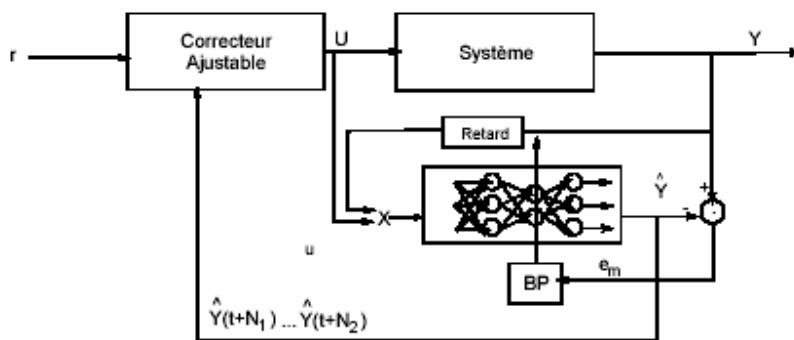 Correcteur
Ajustable
r
U
Système
Y
Retard
X
Ŷ
+
-
u
BP
e_m
Ŷ(t+N₁) ... Ŷ(t+N₂)